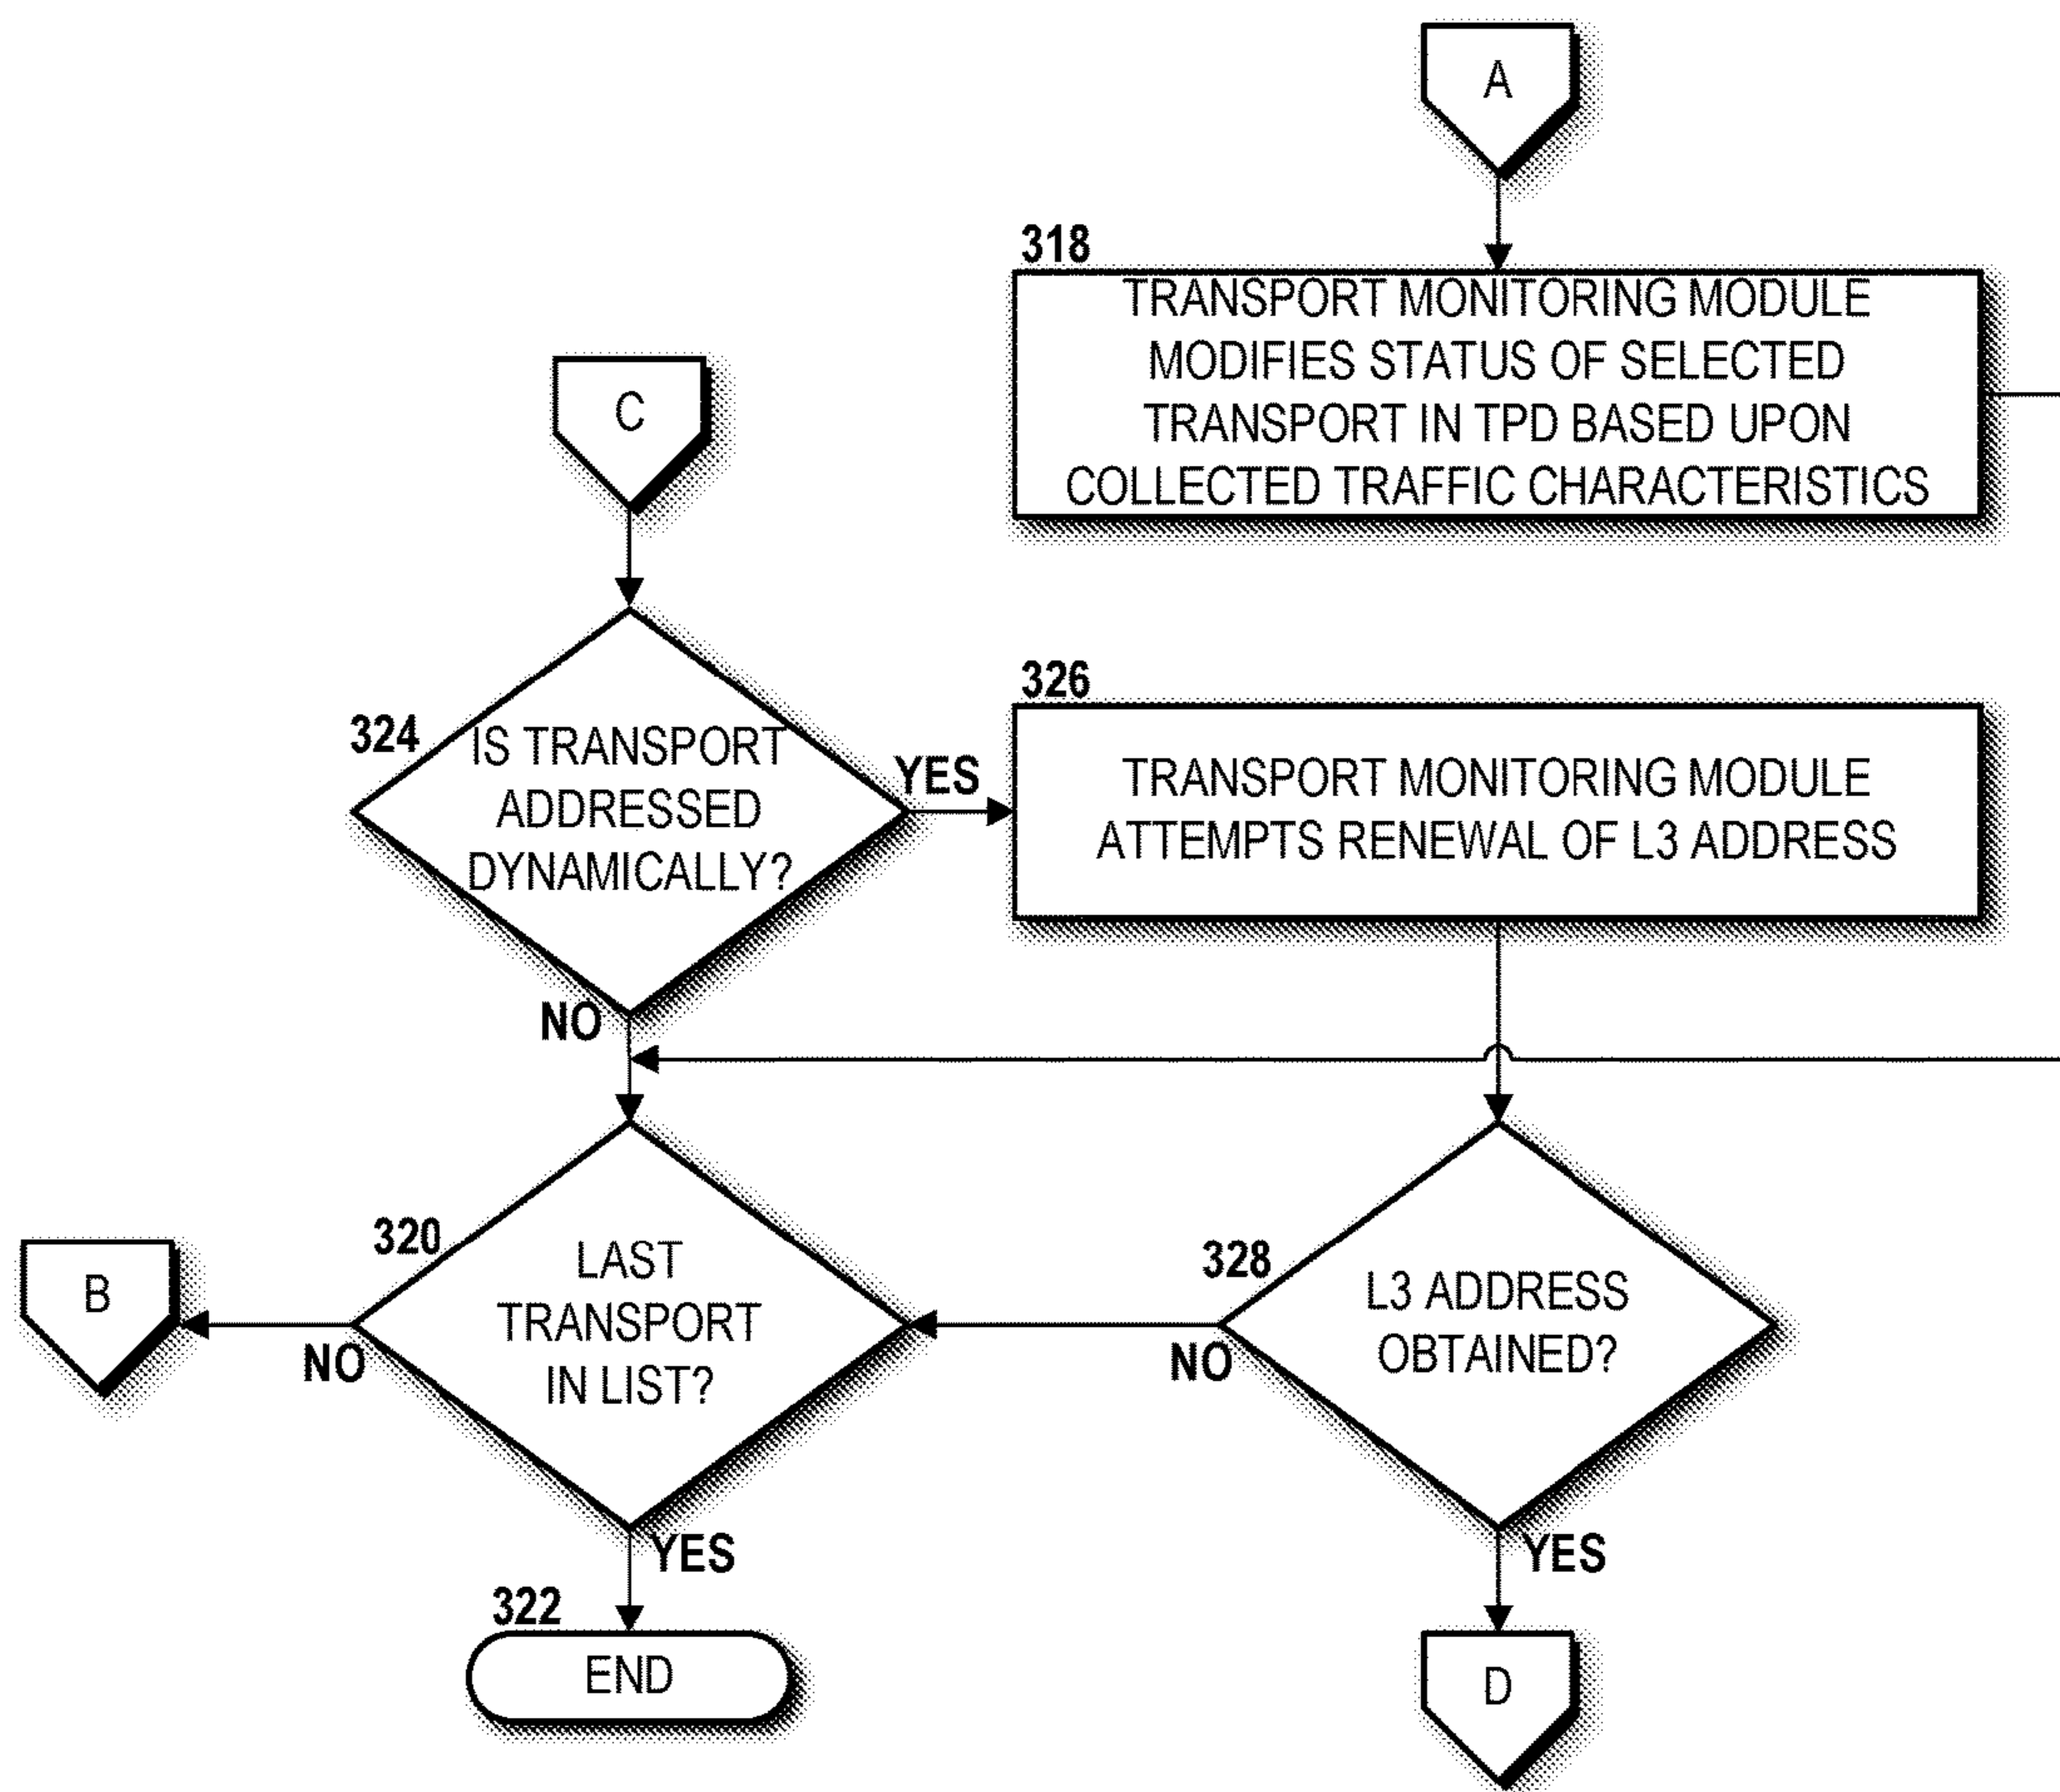 A
318
TRANSPORT MONITORING MODULE
MODIFIES STATUS OF SELECTED
TRANSPORT IN TPD BASED UPON
COLLECTED TRAFFIC CHARACTERISTICS
C
324
IS TRANSPORT
ADDRESSED
DYNAMICALLY?
YES
NO
326
TRANSPORT MONITORING MODULE
ATTEMPTS RENEWAL OF L3 ADDRESS
320
LAST
TRANSPORT
IN LIST?
NO
YES
B
328
L3 ADDRESS
OBTAINED?
NO
YES
322
END
D